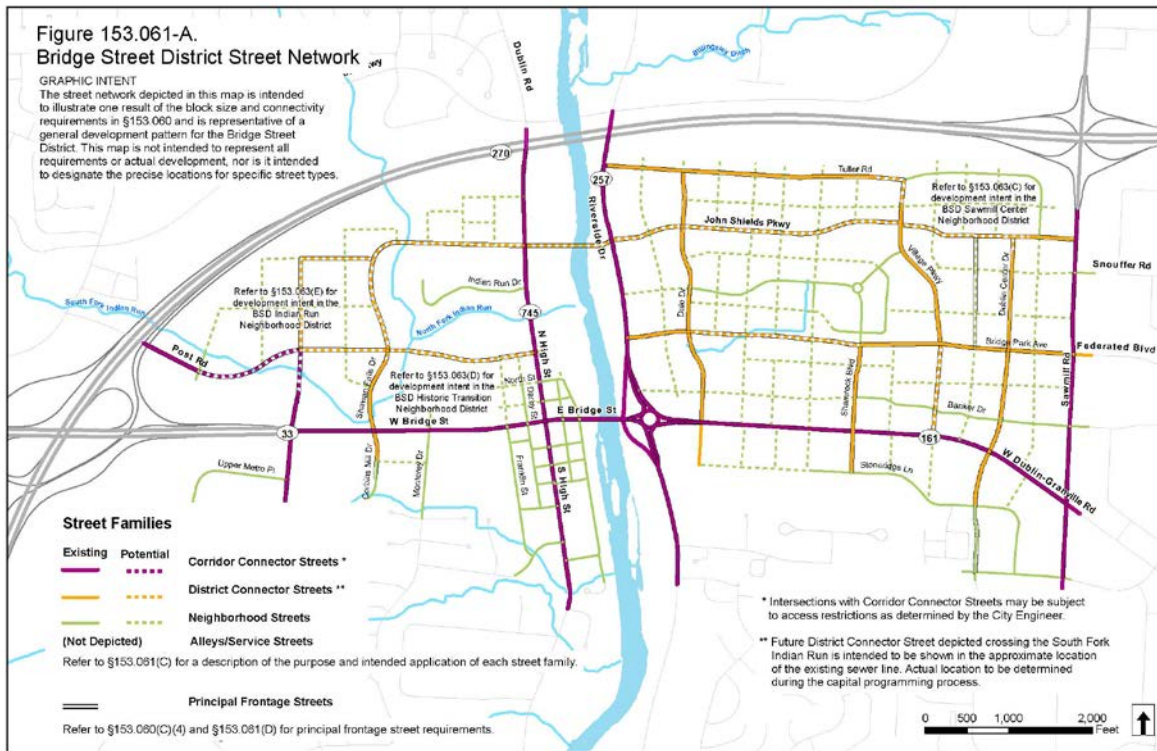 Figure 153.061-A.
Bridge Street District Street Network
GRAPHIC INTENT
The street network depicted in this map is intended
to illustrate one result of the block size and connectivity
requirements in §153.060 and is representative of a
general development pattern for the Bridge Street
District. This map is not intended to represent all
requirements or actual development, nor is it intended
to designate the precise locations for specific street types.
Dublin Rd
Billingsley Ditch
270
257
Riverside Dr
Tuller Rd
Refer to §153.063(C) for
development intent in the
BSD Sawmill Center
Neighborhood District
John Shields Pkwy
Village Pkwy
Dublin Center Dr
Snouffer Rd
Refer to §153.063(E) for
development intent in the
BSD Indian Run
Neighborhood District
Indian Run Dr
South Fork Indian Run
North Fork Indian Run
745
N High St
Dale Dr
Post Rd
Shawan Falls Dr
Bridge Park Ave
Federated Blvd
Sawmill Rd
Refer to §153.063(D) for
development intent in the
BSD Historic Transition
Neighborhood District
North St
Darby St
E Bridge St
W Bridge St
Shamrock Blvd
Banker Dr
33
161
W Dublin-Granville Rd
Upper Metro Pl
Corbins Mill Dr
Monterey Dr
Franklin St
S High St
Stoneridge Ln
Street Families
Existing Potential
Corridor Connector Streets *
District Connector Streets **
Neighborhood Streets
(Not Depicted) Alleys/Service Streets
Refer to §153.061(C) for a description of the purpose and intended application of each street family.
Principal Frontage Streets
Refer to §153.060(C)(4) and §153.061(D) for principal frontage street requirements.
* Intersections with Corridor Connector Streets may be subject
to access restrictions as determined by the City Engineer.
** Future District Connector Street depicted crossing the South Fork
Indian Run is intended to be shown in the approximate location
of the existing sewer line. Actual location to be determined
during the capital programming process.
0 500 1,000 2,000
Feet